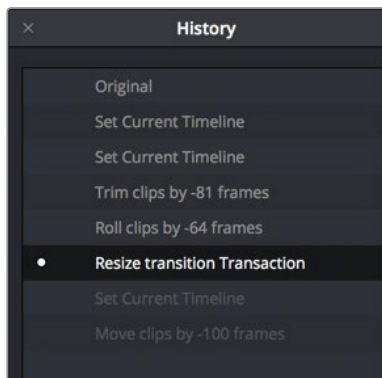 History
Original
Set Current Timeline
Set Current Timeline
Trim clips by -81 frames
Roll clips by -64 frames
Resize transition Transaction
Set Current Timeline
Move clips by -100 frames